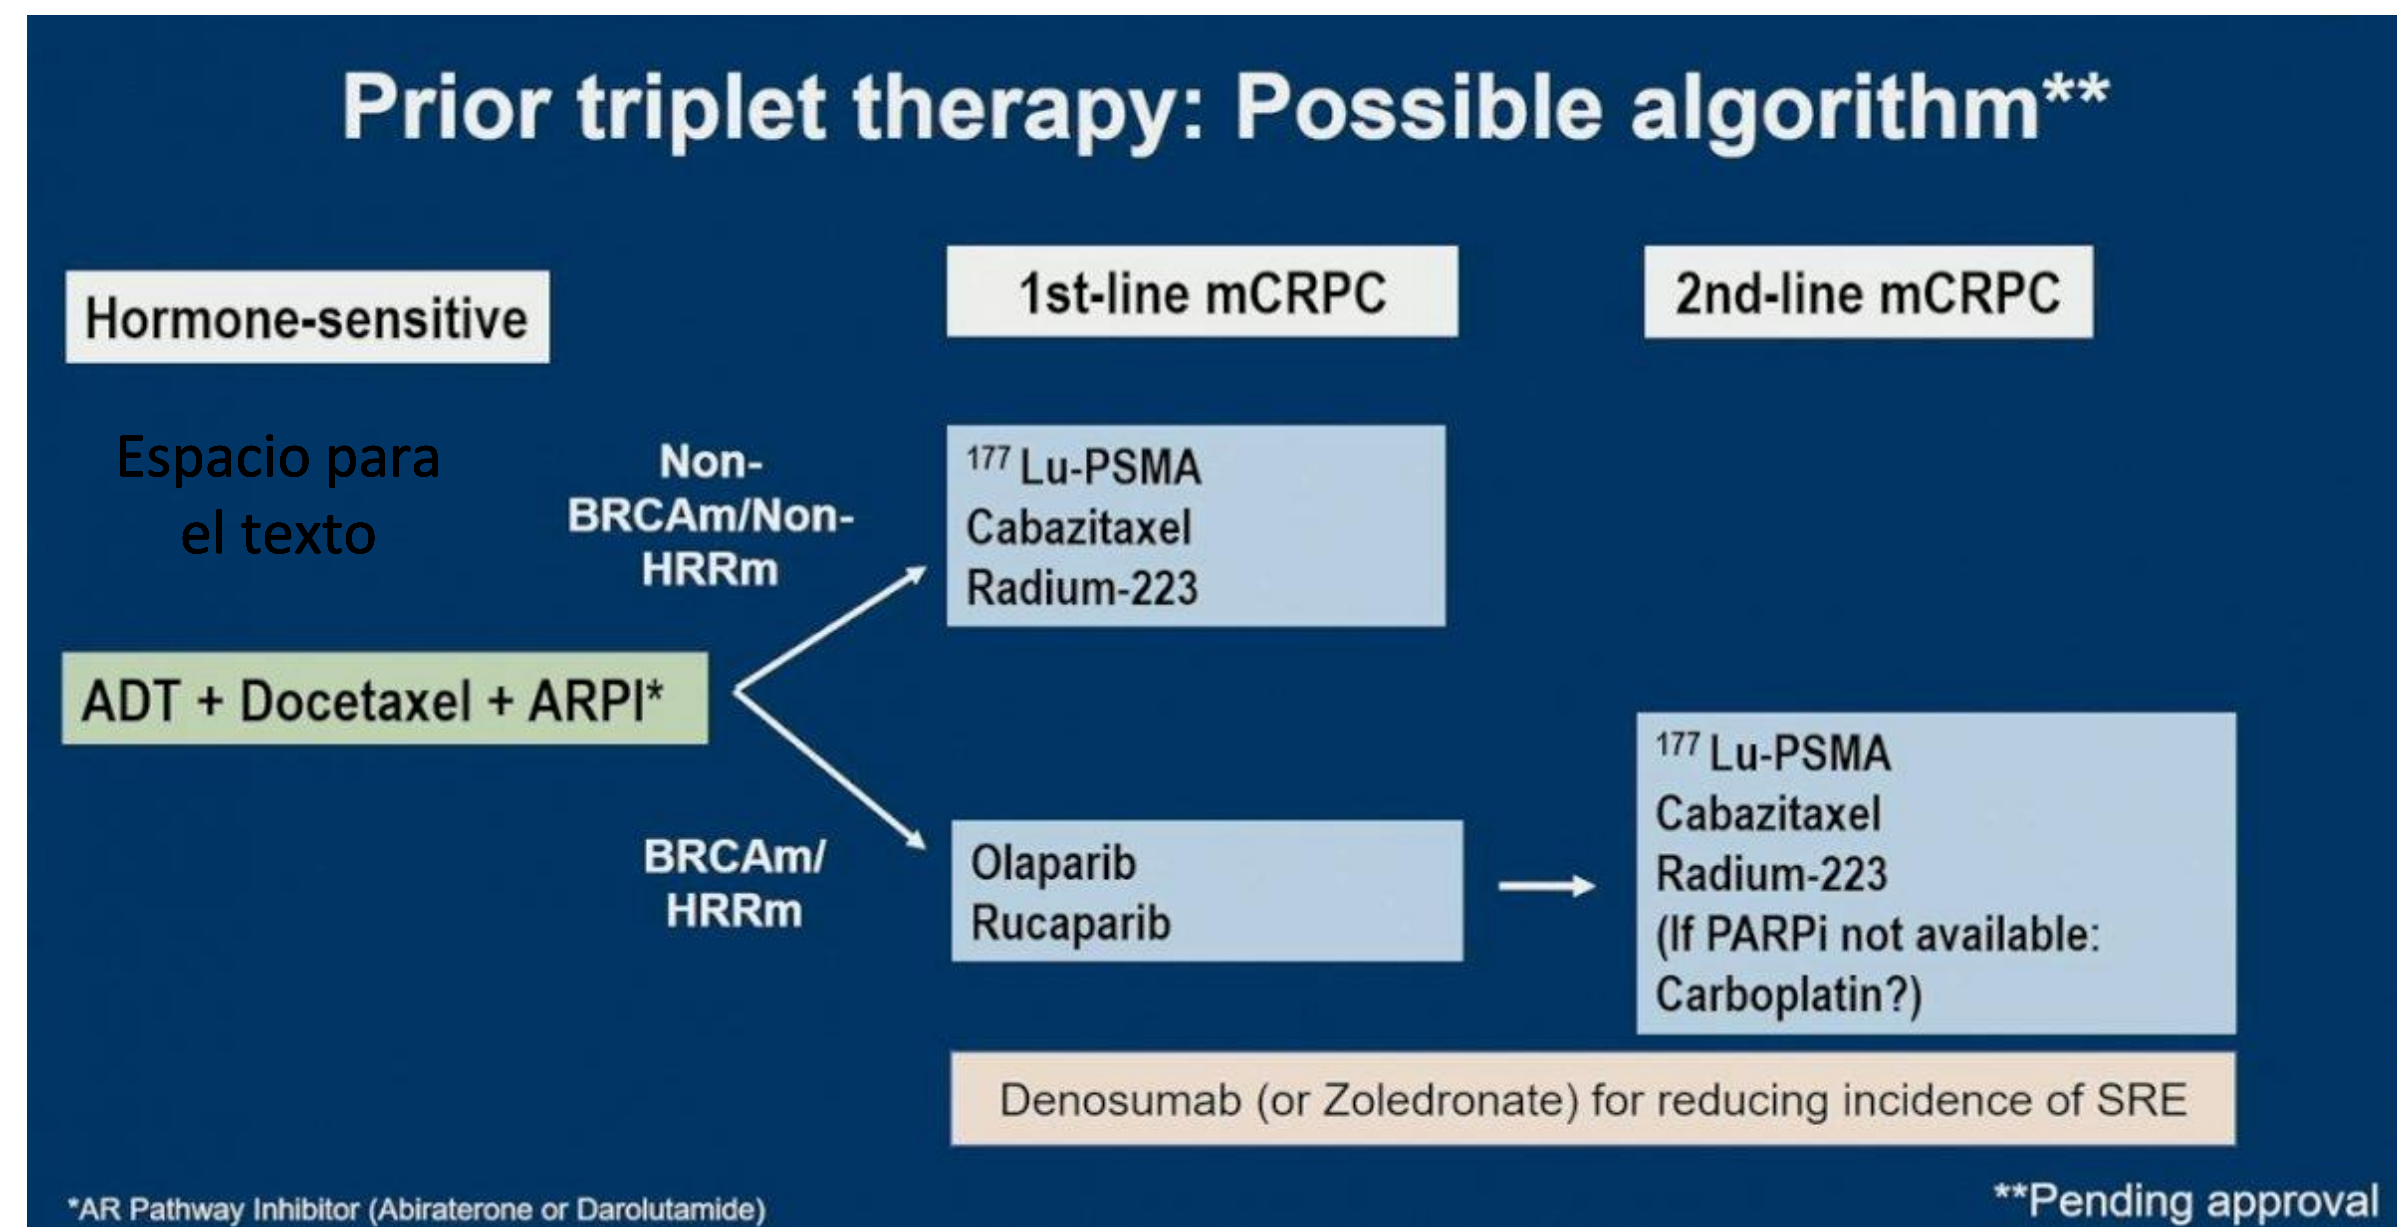 Prior triplet therapy: Possible algorithm**
Hormone-sensitive
1st-line mCRPC
2nd-line mCRPC
Espacio para
el texto
Non-
BRCAm/Non-
HRRm
177 Lu-PSMA
Cabazitaxel
Radium-223
ADT + Docetaxel + ARPI*
BRCAm/
HRRm
Olaparib
Rucaparib
177 Lu-PSMA
Cabazitaxel
Radium-223
(If PARPi not available:
Carboplatin?)
Denosumab (or Zoledronate) for reducing incidence of SRE
*AR Pathway Inhibitor (Abiraterone or Darolutamide)
**Pending approval